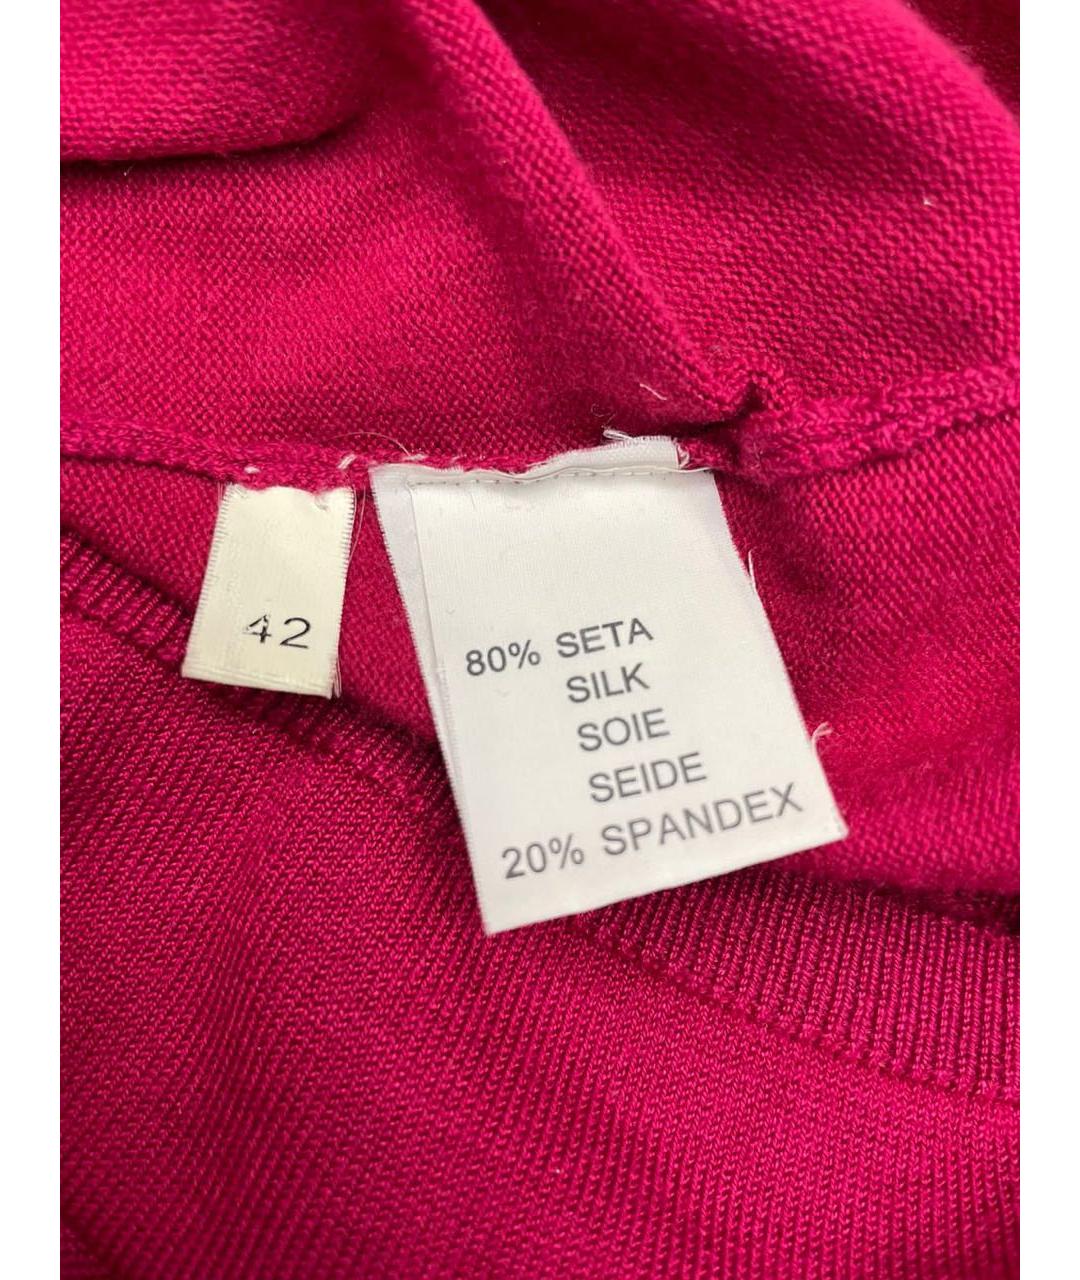 42
80% SETA
SILK
SOIE
SEIDE
20% SPANDEX